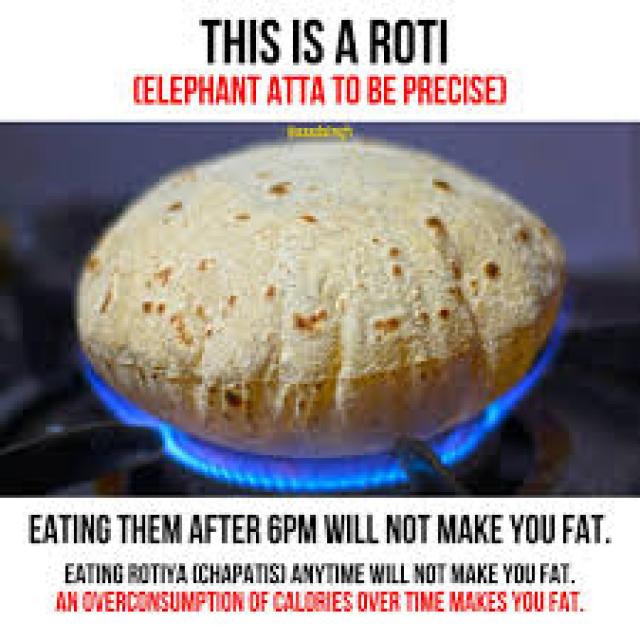 THIS IS A ROTI
(ELEPHANT ATTA TO BE PRECISE)
EATING THEM AFTER 6PM WILL NOT MAKE YOU FAT.
EATING ROTIYA (CHAPATIS) ANYTIME WILL NOT MAKE YOU FAT.
AN OVERCONSUMPTION OF CALORIES OVER TIME MAKES YOU FAT.